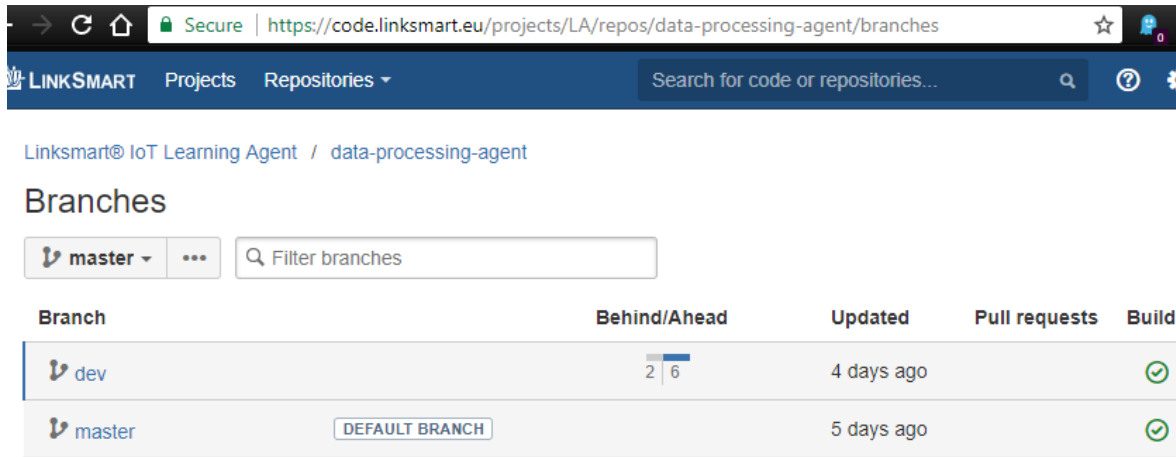 Secure | https://code.linksmart.eu/projects/LA/repos/data-processing-agent/branches
0
LINKSMART Projects Repositories Search for code or repositories...
Linksmart® IoT Learning Agent / data-processing-agent
Branches
master ••• Filter branches
Branch Behind/Ahead Updated Pull requests Build
dev 2 6 4 days ago
master DEFAULT BRANCH 5 days ago